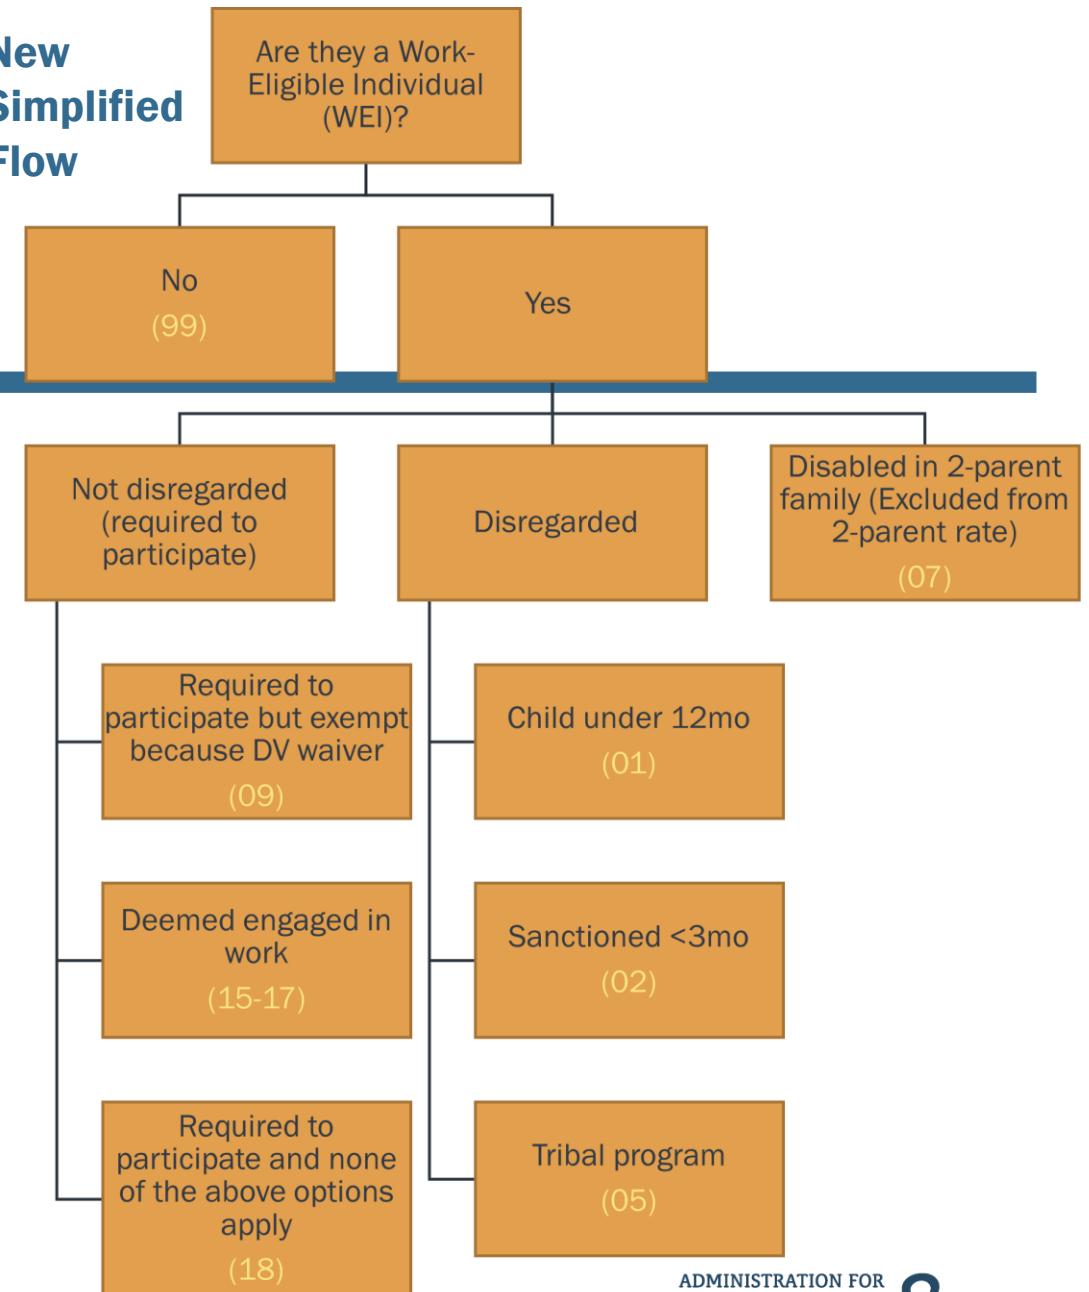 New
Simplified
Flow
Are they a Work-
Eligible Individual
(WEI)?
No
(99)
Yes
Not disregarded
(required to
participate)
Disregarded
Disabled in 2-parent
family (Excluded from
2-parent rate)
(07)
Required to
participate but exempt
because DV waiver
(09)
Child under 12mo
(01)
Deemed engaged in
work
(15-17)
Sanctioned <3mo
(02)
Required to
participate and none
of the above options
apply
(18)
Tribal program
(05)
ADMINISTRATION FOR